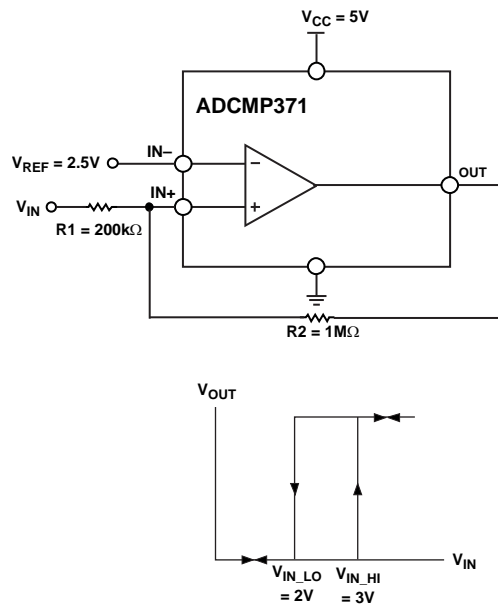 V_CC = 5V
ADCMP371
IN–
V_REF = 2.5V
OUT
IN+
V_IN
R1 = 200kΩ
–
+
R2 = 1MΩ
V_OUT
V_IN
V_IN_LO
= 2V
V_IN_HI
= 3V